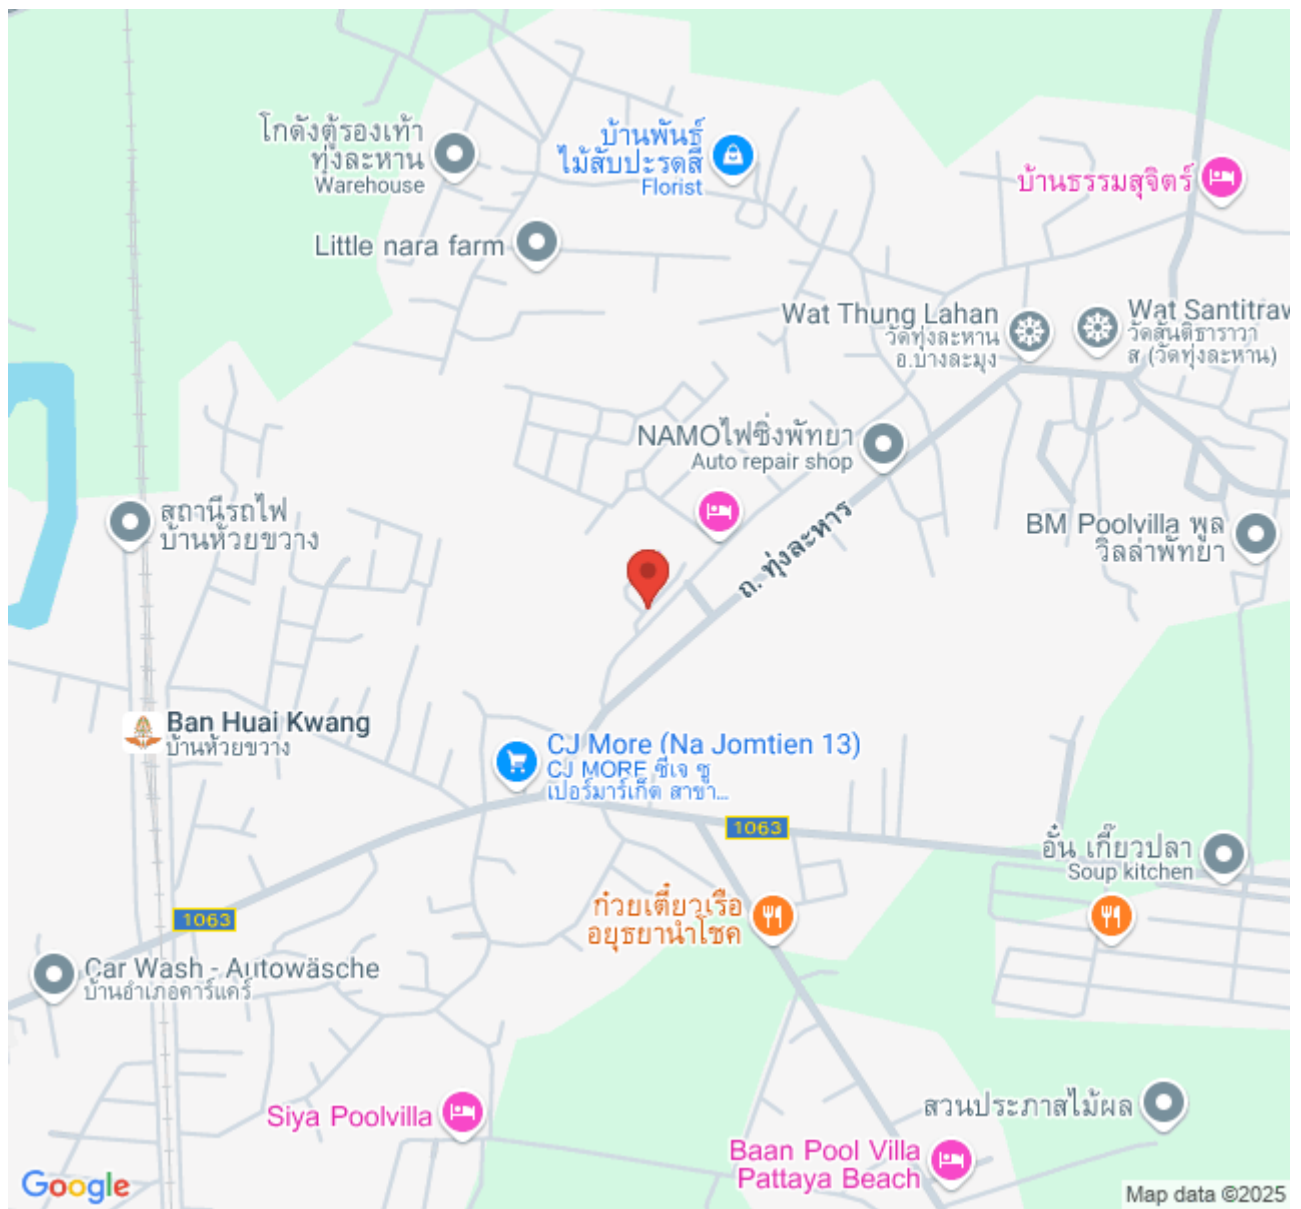 โกดังตู้รองเท้า
ทุ่งละหาน
Warehouse
บ้านพันธุ์
ไม้สับปะรดสี
Florist
บ้านธรรมสุจิตร์
Little nara farm
Wat Thung Lahan
วัดทุ่งละหาน
อ.บางละมุง
Wat Santitraw
วัดสันติธาราวา
ส (วัดทุ่งละหาน)
NAMOไฟซิ่งพัทยา
Auto repair shop
สถานีรถไฟ
บ้านห้วยขวาง
BM Poolvilla พูล
วิลล่าพัทยา
ถ. ทุ่งละหาร
Ban Huai Kwang
บ้านห้วยขวาง
CJ More (Na Jomtien 13)
CJ MORE ซีเจ ซู
เปอร์มาร์เก็ต สาขา...
1063
อั๋น เกี๊ยวปลา
Soup kitchen
1063
ก๋วยเตี๋ยวเรือ
อยุธยานำโชค
Car Wash - Autowäsche
บ้านอำเภอคาร์แคร์
สวนประภาสไม้ผล
Siya Poolvilla
Baan Pool Villa
Pattaya Beach
Google
Map data ©2025